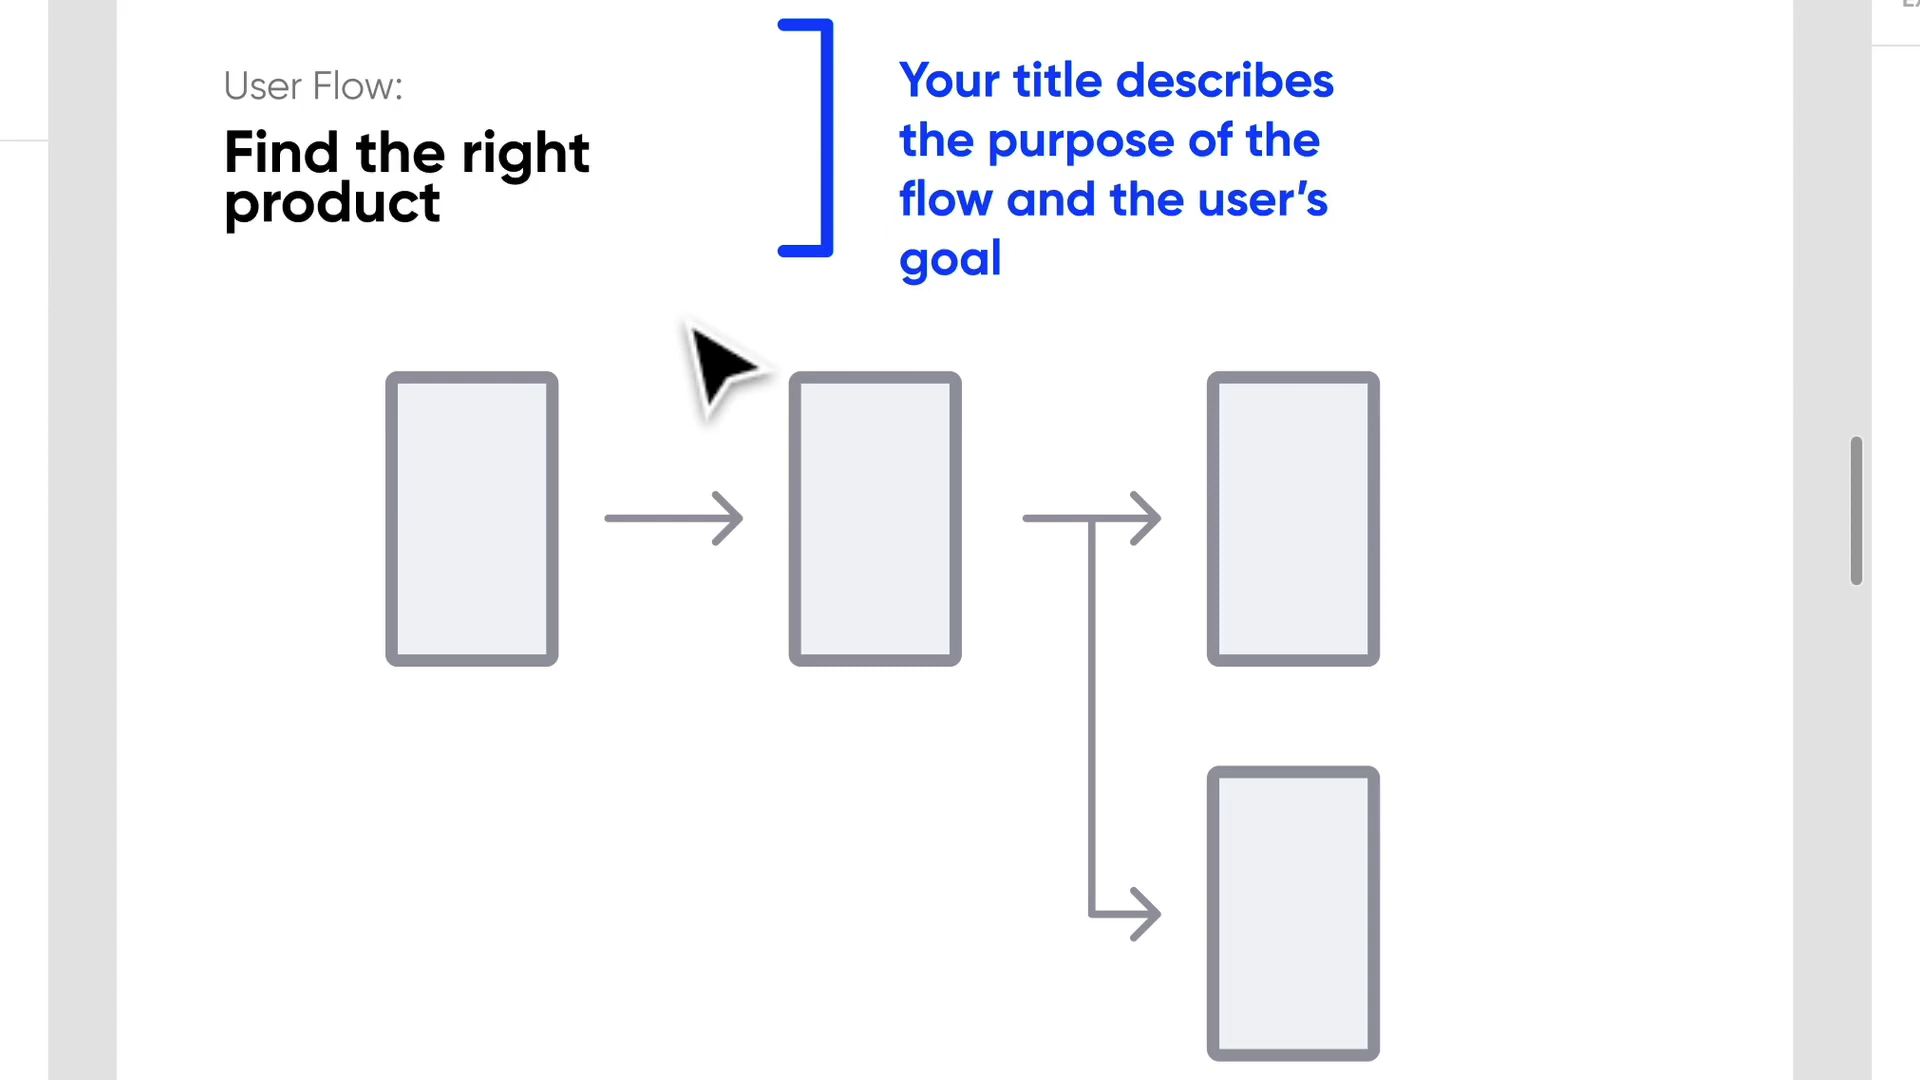 User Flow:
Find the right
product
Your title describes
the purpose of the
flow and the user’s
goal